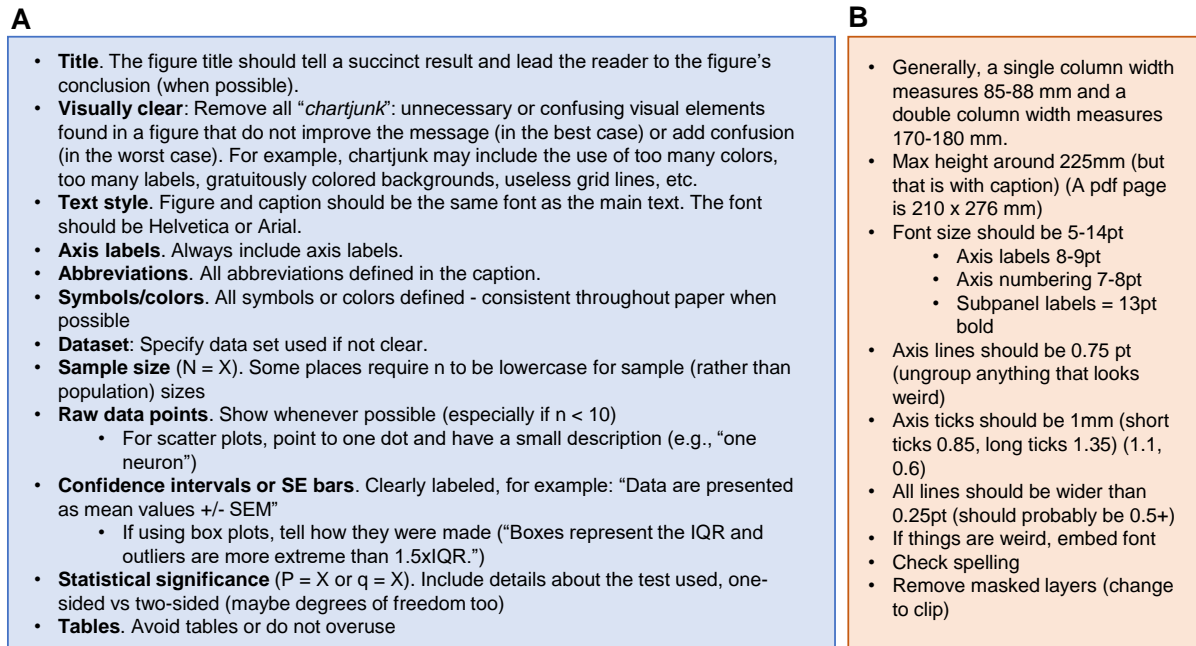 A
• Title. The figure title should tell a succinct result and lead the reader to the figure's
conclusion (when possible).
• Visually clear: Remove all “chartjunk”: unnecessary or confusing visual elements
found in a figure that do not improve the message (in the best case) or add confusion
(in the worst case). For example, chartjunk may include the use of too many colors,
too many labels, gratuitously colored backgrounds, useless grid lines, etc.
• Text style. Figure and caption should be the same font as the main text. The font
should be Helvetica or Arial.
• Axis labels. Always include axis labels.
• Abbreviations. All abbreviations defined in the caption.
• Symbols/colors. All symbols or colors defined - consistent throughout paper when
possible
• Dataset: Specify data set used if not clear.
• Sample size (N = X). Some places require n to be lowercase for sample (rather than
population) sizes
• Raw data points. Show whenever possible (especially if n < 10)
• For scatter plots, point to one dot and have a small description (e.g., “one
neuron”)
• Confidence intervals or SE bars. Clearly labeled, for example: “Data are presented
as mean values +/- SEM”
• If using box plots, tell how they were made (“Boxes represent the IQR and
outliers are more extreme than 1.5xIQR.”)
• Statistical significance (P = X or q = X). Include details about the test used, one-
sided vs two-sided (maybe degrees of freedom too)
• Tables. Avoid tables or do not overuse
B
• Generally, a single column width
measures 85-88 mm and a
double column width measures
170-180 mm.
• Max height around 225mm (but
that is with caption) (A pdf page
is 210 x 276 mm)
• Font size should be 5-14pt
• Axis labels 8-9pt
• Axis numbering 7-8pt
• Subpanel labels = 13pt
bold
• Axis lines should be 0.75 pt
(ungroup anything that looks
weird)
• Axis ticks should be 1mm (short
ticks 0.85, long ticks 1.35) (1.1,
0.6)
• All lines should be wider than
0.25pt (should probably be 0.5+)
• If things are weird, embed font
• Check spelling
• Remove masked layers (change
to clip)